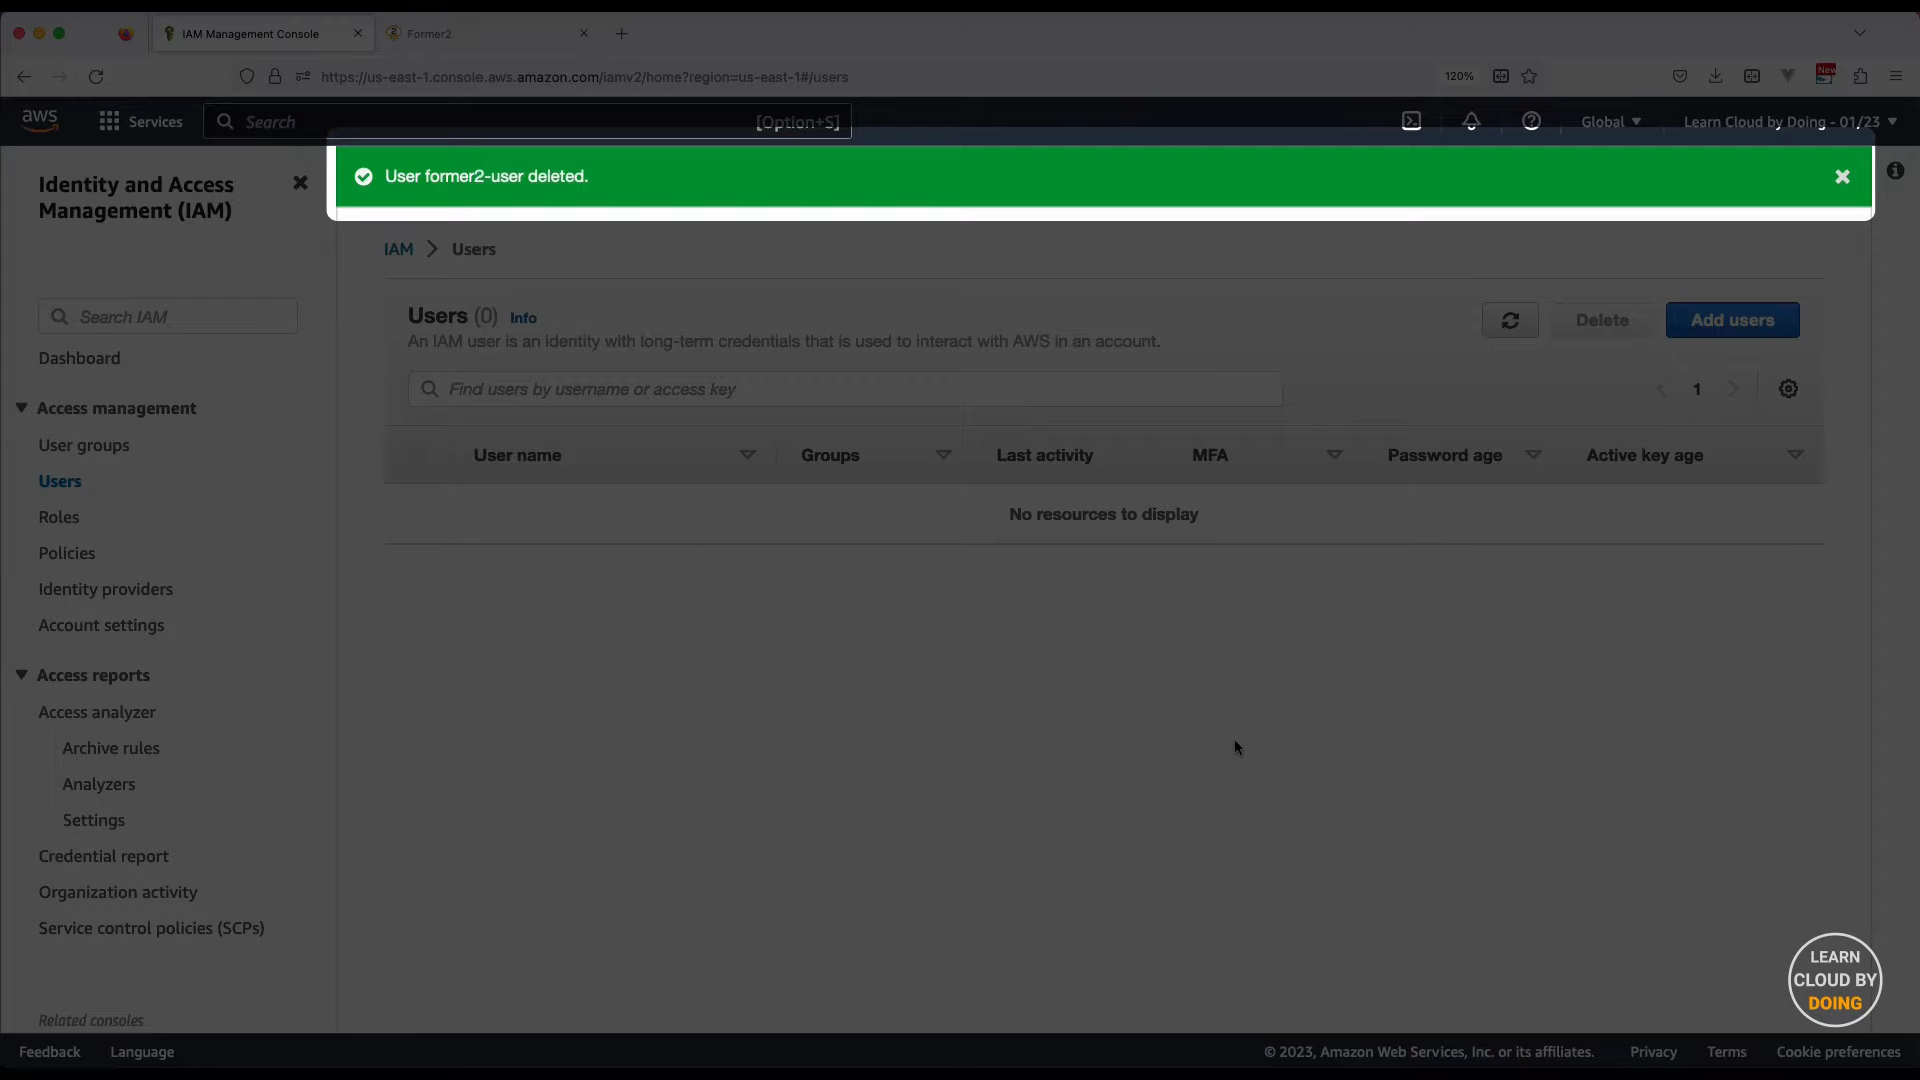 IAM Management Console
Former2
https://us-east-1.console.aws.amazon.com/iamv2/home?region=us-east-1#/users
120%
New
aws
Services
Search
[Option+S]
Global
Learn Cloud by Doing - 01/23
User former2-user deleted.
Identity and Access
Management (IAM)
Search IAM
Dashboard
Access management
User groups
Users
Roles
Policies
Identity providers
Account settings
Access reports
Access analyzer
Archive rules
Analyzers
Settings
Credential report
Organization activity
Service control policies (SCPs)
Related consoles
IAM
Users
Users (0) Info
An IAM user is an identity with long-term credentials that is used to interact with AWS in an account.
Delete
Add users
Find users by username or access key
1
User name
Groups
Last activity
MFA
Password age
Active key age
No resources to display
LEARN
CLOUD BY
DOING
Feedback
Language
© 2023, Amazon Web Services, Inc. or its affiliates.
Privacy
Terms
Cookie preferences